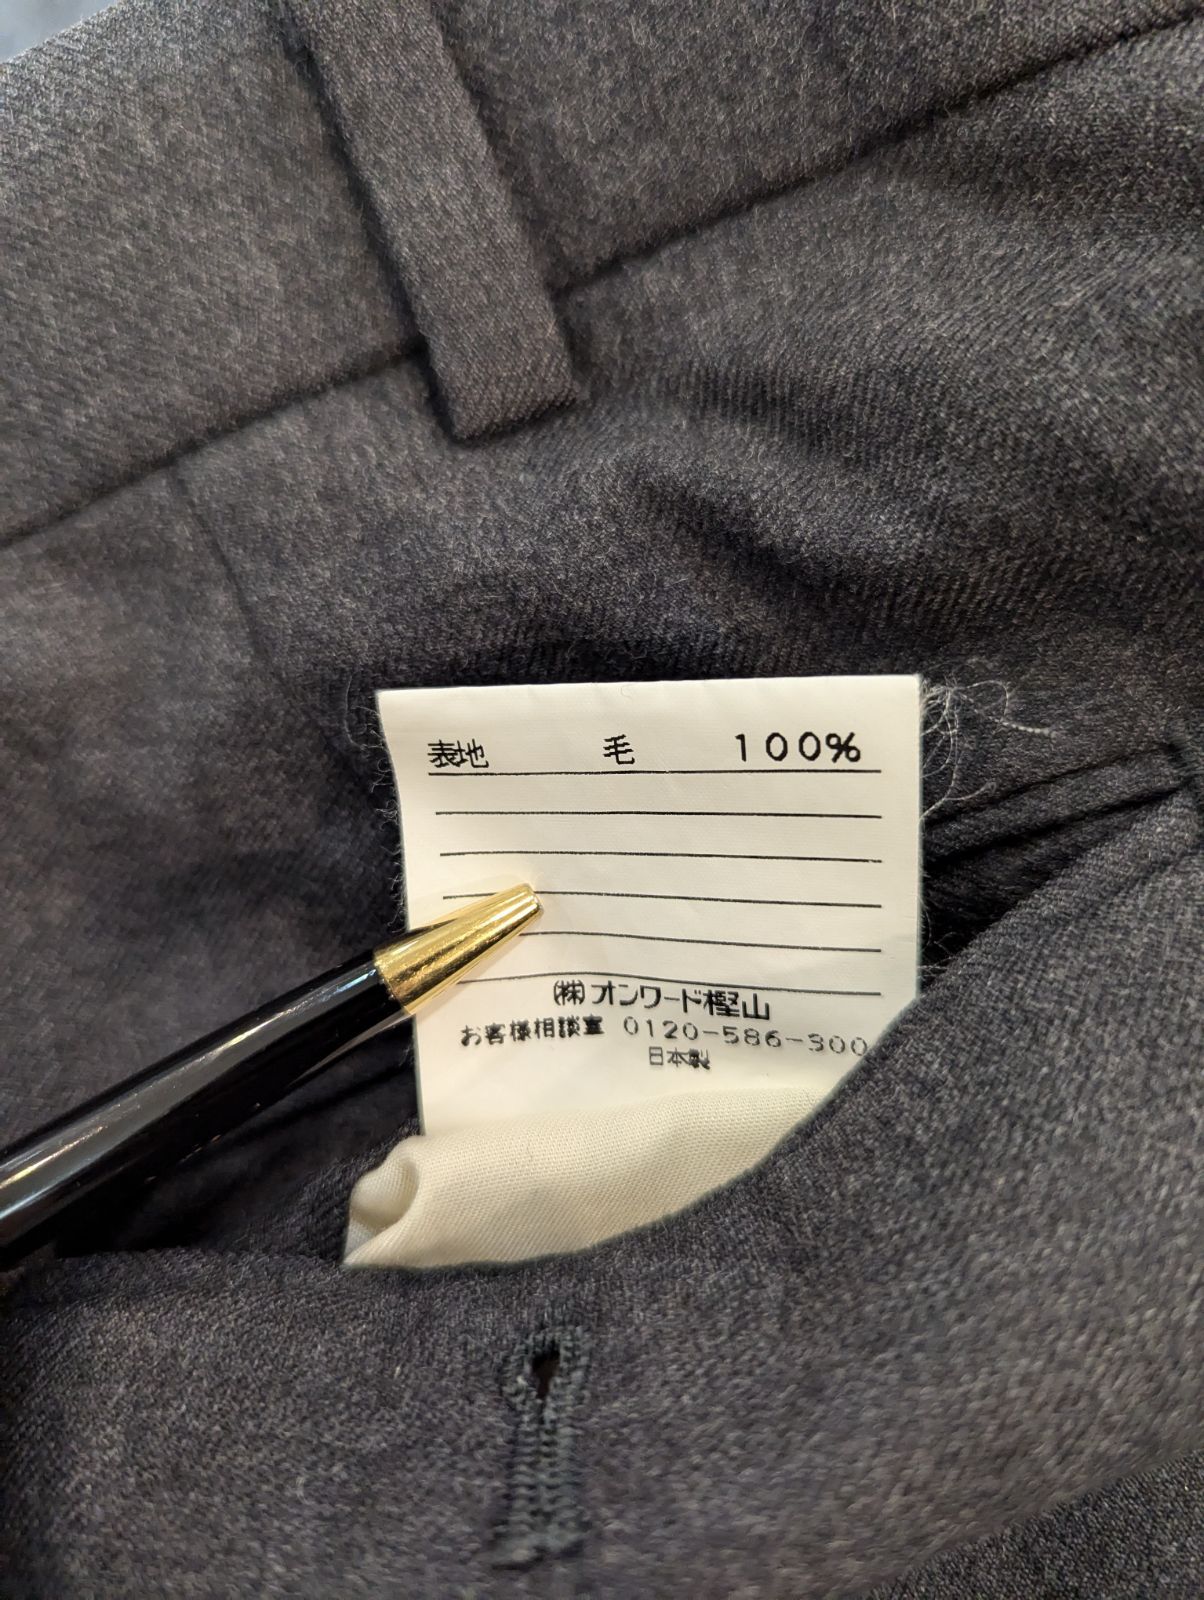 表地 毛 100%
(株)オンワード樫山
お客様相談室 0120-586-300
日本製